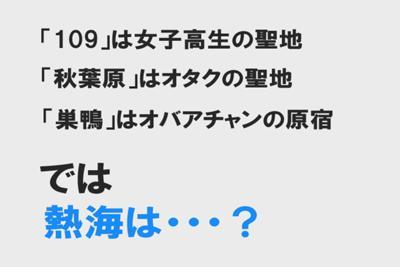 「109」は女子高生の聖地
「秋葉原」はオタクの聖地
「巣鴨」はオバアチャンの原宿
では
熱海は・・・？